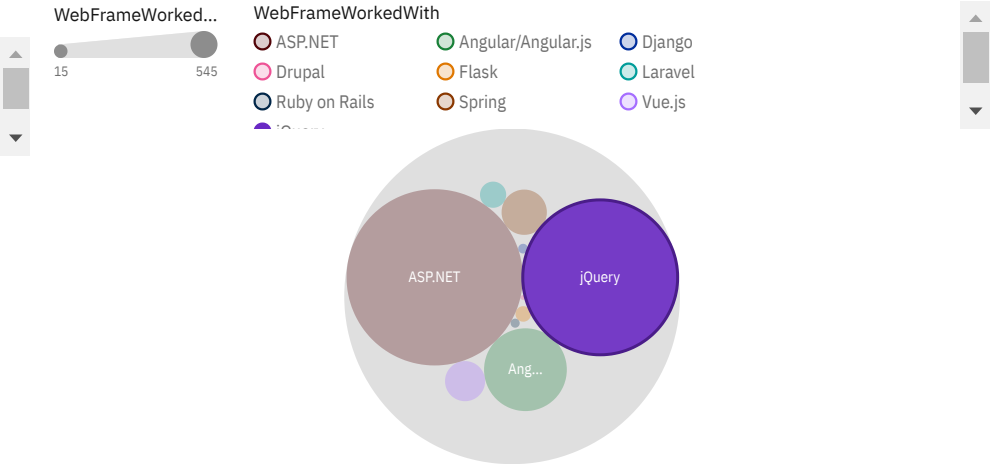 WebFrameWorked...
15 545
WebFrameWorkedWith
ASP.NET Angular/Angular.js Django
Drupal Flask Laravel
Ruby on Rails Spring Vue.js
jQuery
ASP.NET
jQuery
Ang...